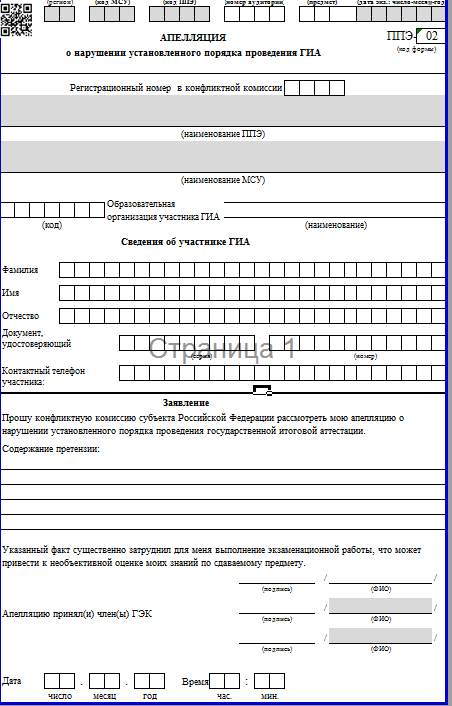 (регион) (код МСУ) (код ППЭ) (номер аудитории) (предмет) (дата экз.: число-месяц-год)
АПЕЛЛЯЦИЯ
ППЭ- 02
о нарушении установленного порядка проведения ГИА
(код формы)
Регистрационный номер в конфликтной комиссии
(наименование ППЭ)
(наименование МСУ)
Образовательная
организация участника ГИА
(код) (наименование)
Сведения об участнике ГИА
Фамилия
Имя
Отчество
Документ,
удостоверяющий
Страница 1
(серия) (номер)
Контактный телефон
участника:
Заявление
Прошу конфликтную комиссию субъекта Российской Федерации рассмотреть мою апелляцию о
нарушении установленного порядка проведения государственной итоговой аттестации.
Содержание претензии:
Указанный факт существенно затруднил для меня выполнение экзаменационной работы, что может
привести к необъективной оценке моих знаний по сдаваемому предмету.
/ /
(подпись) (ФИО)
Апелляцию принял(и) член(ы) ГЭК / /
(подпись) (ФИО)
/ /
(подпись) (ФИО)
Дата . . Время :
число месяц год час. мин.